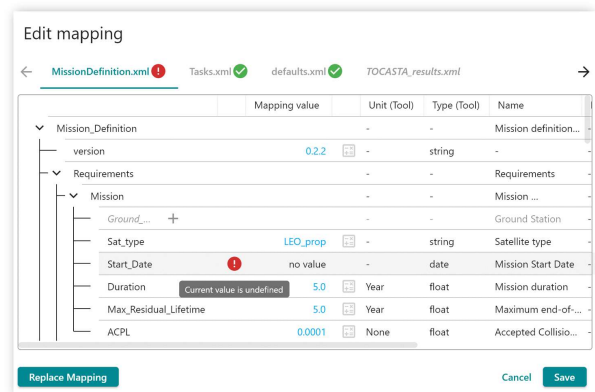 Edit mapping
MissionDefinition.xml Tasks.xml defaults.xml TOCASTA_results.xml
Mapping value Unit (Tool) Type (Tool) Name
Mission_Definition - - Mission definition...
version 0.2.2 - string -
Requirements - - Requirements -
Mission - - Mission ... -
Ground_... + - - Ground Station -
Sat_type LEO_prop - string Satellite type -
Start_Date no value - date Mission Start Date -
Duration 5.0 Year float Mission duration -
Current value is undefined
Max_Residual_Lifetime 5.0 Year float Maximum end-of-... -
ACPL 0.0001 None float Accepted Collisio... -
Replace Mapping Cancel Save